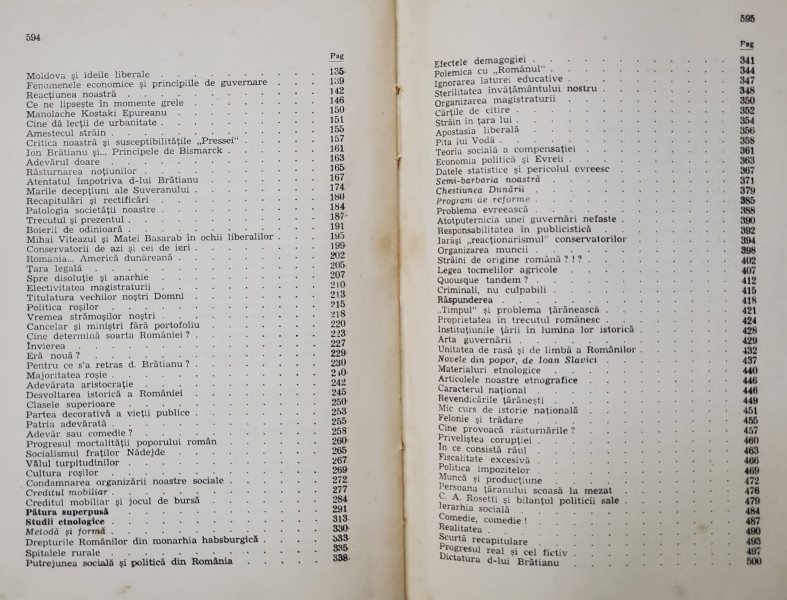 594
Pag
Moldova şi ideile liberale 135
Fenomenele economice şi principiile de guvernare 139
Reacţiunea noastră 142
Ce ne lipseşte în momente grele 146
Manolache Kostaki Epureanu 150
Cine dă lecţii de urbanitate 151
Amestecul străin 155
Critica noastră şi susceptibilităţile „Pressei" 157
Ion Brătianu şi... Principele de Bismarck 161
Adevărul doare 163
Răsturnarea noţiunilor 165
Atentatul împotriva d-lui Brătianu 167
Marile decepţiuni ale Suveranului 174
Recapitulări şi rectificări 180
Patologia societăţii noastre 184
Trecutul şi prezentul 187
Boierii de odinioară 191
Mihai Viteazul şi Matei Basarab în ochii liberalilor 195
Conservatorii de azi şi cei de ieri 199
România... Americă dunăreană 202
Ţara legală 205
Spre disoluţie şi anarhie 207
Electivitatea magistraturii 210
Titulatura vechilor noştri Domni 213
Politica roşilor 215
Vremea strămoşilor noştri 218
Cancelar şi miniştri fără portofoliu 220
Cine determină soarta României ? 223
Învierea 227
Eră nouă ? 229
Pentru ce s'a retras d. Brătianu ? 230
Majoritatea roşie 240
Adevărata aristocraţie 242
Desvoltarea istorică a României 245
Clasele superioare 250
Partea decorativă a vieţii publice 253
Patria adevărată 255
Adevăr sau comedie ? 258
Progresul mortalităţii poporului român 260
Socialismul fraţilor Nădejde 265
Vălul turpitudinilor 267
Cultura roşilor 269
Condamnarea organizării noastre sociale 272
Creditul mobiliar 277
Creditul mobiliar şi jocul de bursă 284
Pătura superpusă 291
Studii etnologice 313
Metodă şi formă 330
Drepturile Românilor din monarhia habsburgică 333
Spitalele rurale 335
Putrejunea socială şi politică din România 338
595
Pag
Efectele demagogiei 341
Polemica cu „Românul" 344
Ignorarea laturei educative 347
Sterilitatea învăţământului nostru 348
Organizarea magistraturii 350
Cărţile de citire 352
Străin în ţara lui 354
Apostasia liberală 356
Pita lui Vodă 358
Teoria socială a compensaţiei 361
Economia politică şi Evreii 363
Datele statistice şi pericolul evreesc 367
Semi-barbaria noastră 371
Chestiunea Dunării 379
Program de reforme 385
Problema evreească 388
Atotputernicia unei guvernări nefaste 390
Responsabilitatea în publicistică 392
Iarăşi „reacţionarismul" conservatorilor 394
Organizarea muncii 398
Străini de origine română ? ! ? 402
Legea tocmelilor agricole 407
Quousque tandem ? 412
Criminali, nu culpabili 415
Răspunderea 418
„Timpul" şi problema ţărănească 421
Proprietatea în trecutul românesc 424
Instituţiunile ţării în lumina lor istorică 428
Arta guvernării 429
Unitatea de rasă şi de limbă a Românilor 432
Novele din popor, de Ioan Slavici 437
Materialuri etnologice 440
Articolele noastre etnografice 446
Caracterul naţional 446
Revendicările ţărăneşti 449
Mic curs de istorie naţională 451
Felonie şi trădare 455
Cine provoacă răsturnările ? 457
Priveliştea corupţiei 460
În ce consistă răul 463
Fiscalitate excesivă 466
Politica impozitelor 469
Muncă şi producţiune 472
Persoana ţăranului scoasă la mezat 476
C. A. Rosetti şi bilanţul politicii sale 479
Ierarhia socială 484
Comedie, comedie ! 487
Realitatea 490
Scurtă recapitulare 493
Progresul real şi cel fictiv 497
Dictatura d-lui Brătianu 500